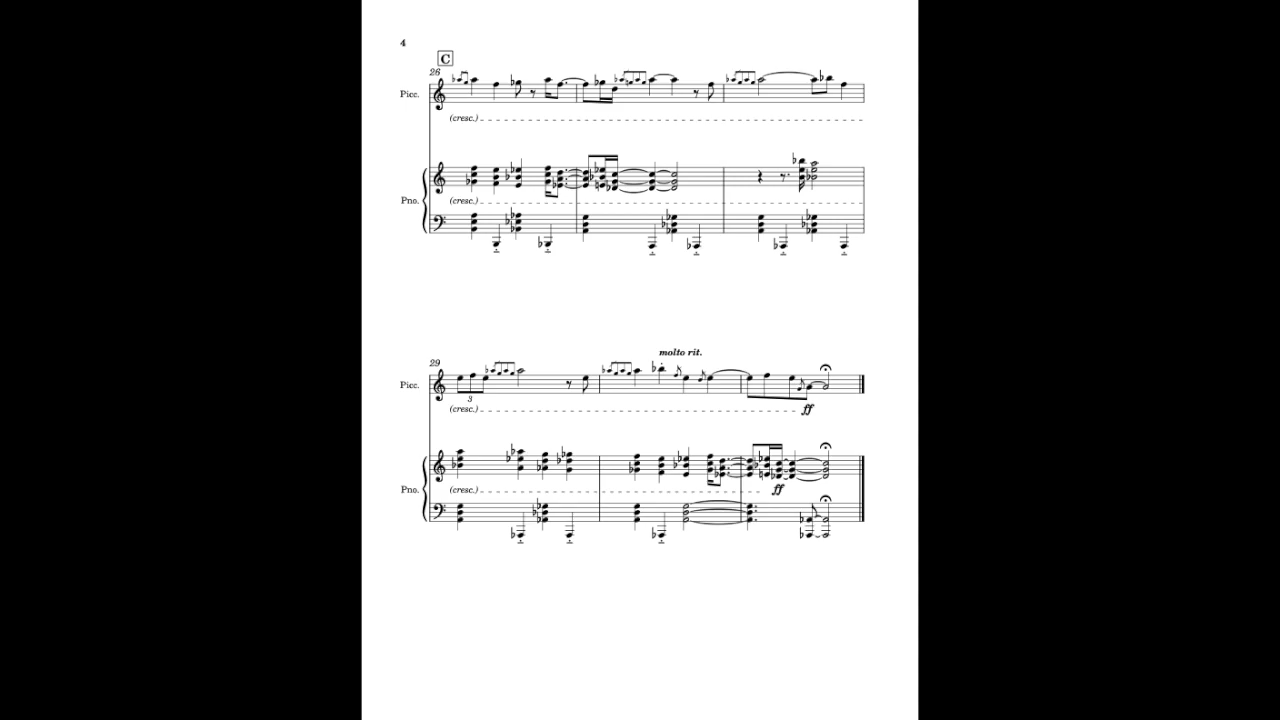 4
C
26
Picc.
(cresc.)
Pno.
(cresc.)
29
molto rit.
Picc.
3
(cresc.)
ff
Pno.
(cresc.)
ff